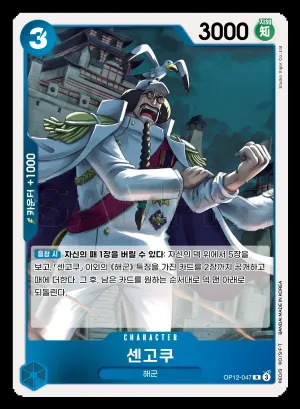 3
3000
지혜
知
카운터 +1000
등장 시 자신의 패 1장을 버릴 수 있다: 자신의 덱 위에서 5장을
보고, 「센고쿠」 이외의 《해군》 특징을 가진 카드를 2장까지 공개하고
패에 더한다. 그 후, 남은 카드를 원하는 순서대로 덱 맨 아래로
되돌린다.
CHARACTER
센고쿠
해군
OP12-047 R 3
BANDAI MADE IN KOREA